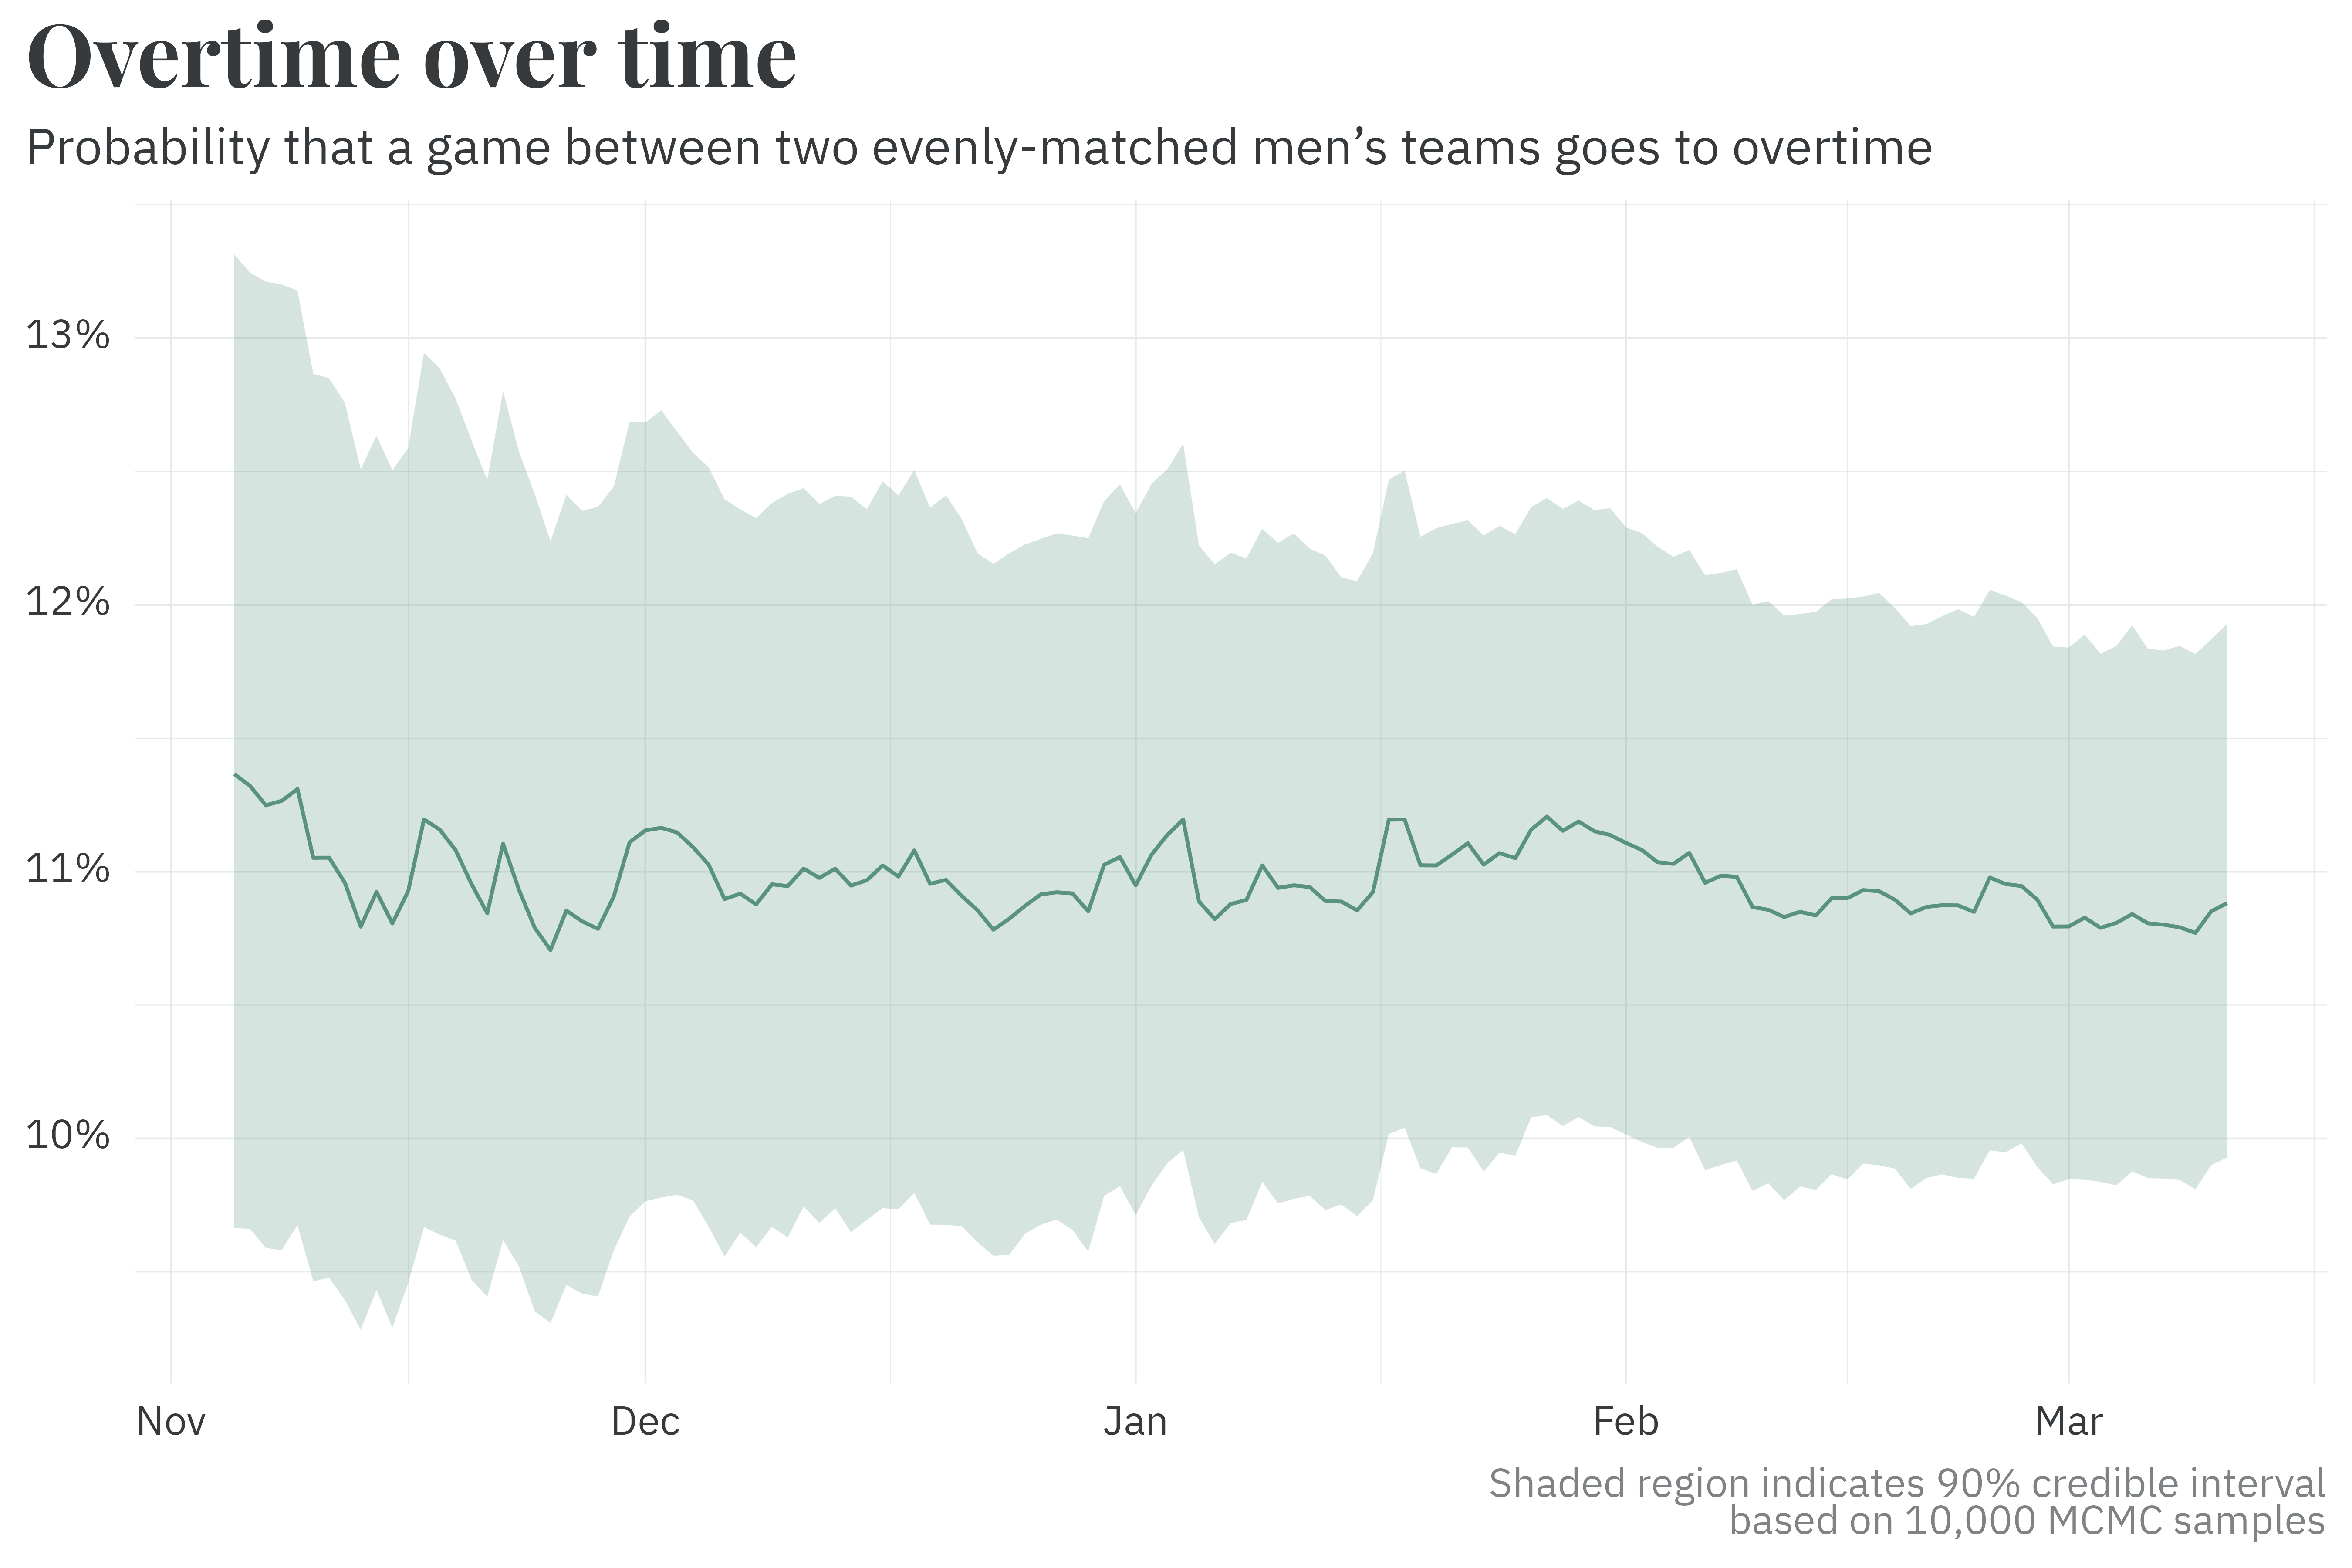 Overtime over time
Probability that a game between two evenly-matched men’s teams goes to overtime
13%
12%
11%
10%
Nov Dec Jan Feb Mar
Shaded region indicates 90% credible interval
based on 10,000 MCMC samples